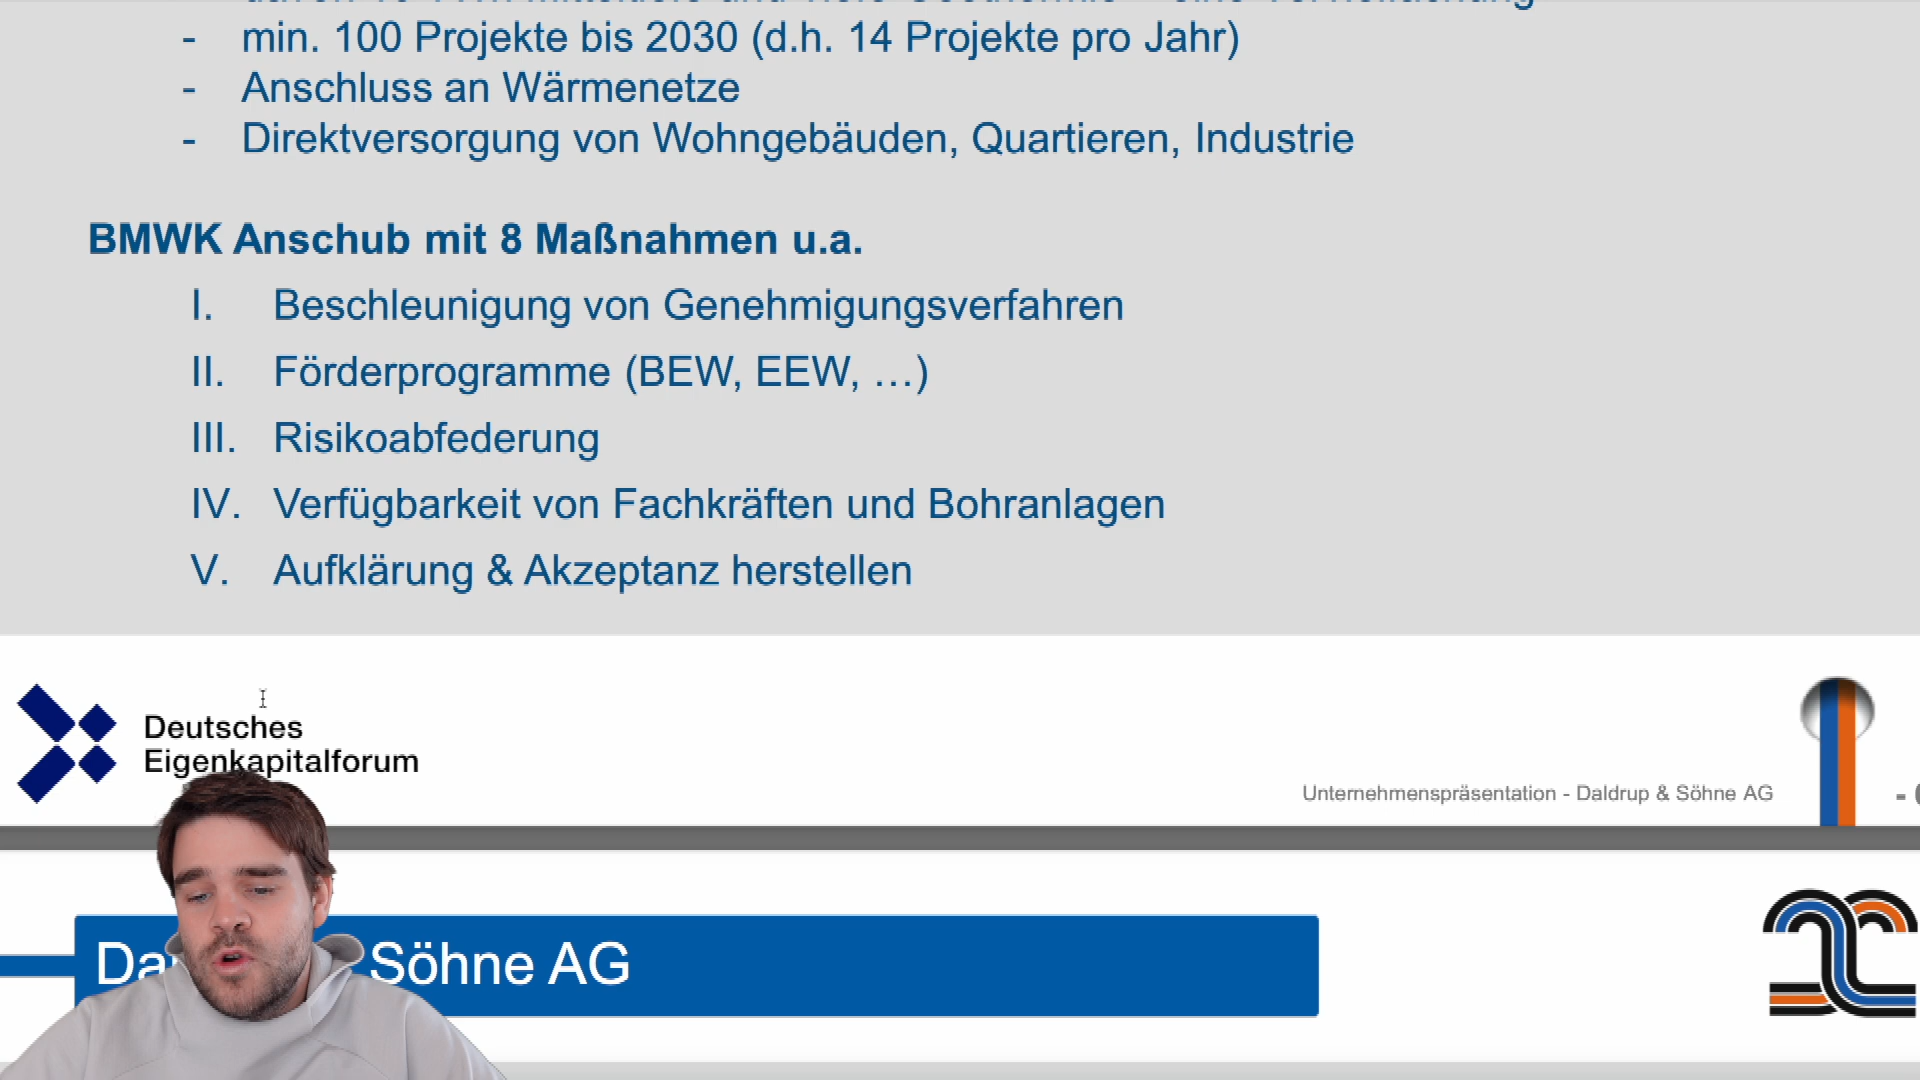 - min. 100 Projekte bis 2030 (d.h. 14 Projekte pro Jahr)
- Anschluss an Wärmenetze
- Direktversorgung von Wohngebäuden, Quartieren, Industrie
BMWK Anschub mit 8 Maßnahmen u.a.
I. Beschleunigung von Genehmigungsverfahren
II. Förderprogramme (BEW, EEW, …)
III. Risikoabfederung
IV. Verfügbarkeit von Fachkräften und Bohranlagen
V. Aufklärung & Akzeptanz herstellen
Deutsches
Eigenkapitalforum
Unternehmenspräsentation - Daldrup & Söhne AG
Söhne AG